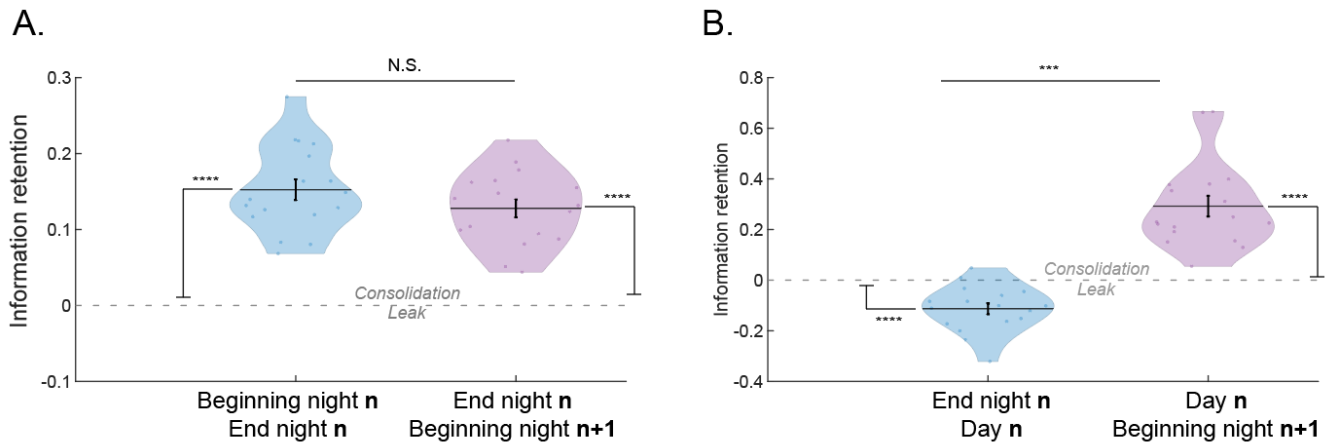 A.
N.S.
0.3
0.2
0.1
0
-0.1
Information retention
****
****
Consolidation
Leak
Beginning night n
End night n
End night n
Beginning night n+1
B.
***
0.8
0.6
0.4
0.2
0
-0.2
-0.4
Information retention
****
****
Consolidation
Leak
End night n
Day n
Day n
Beginning night n+1